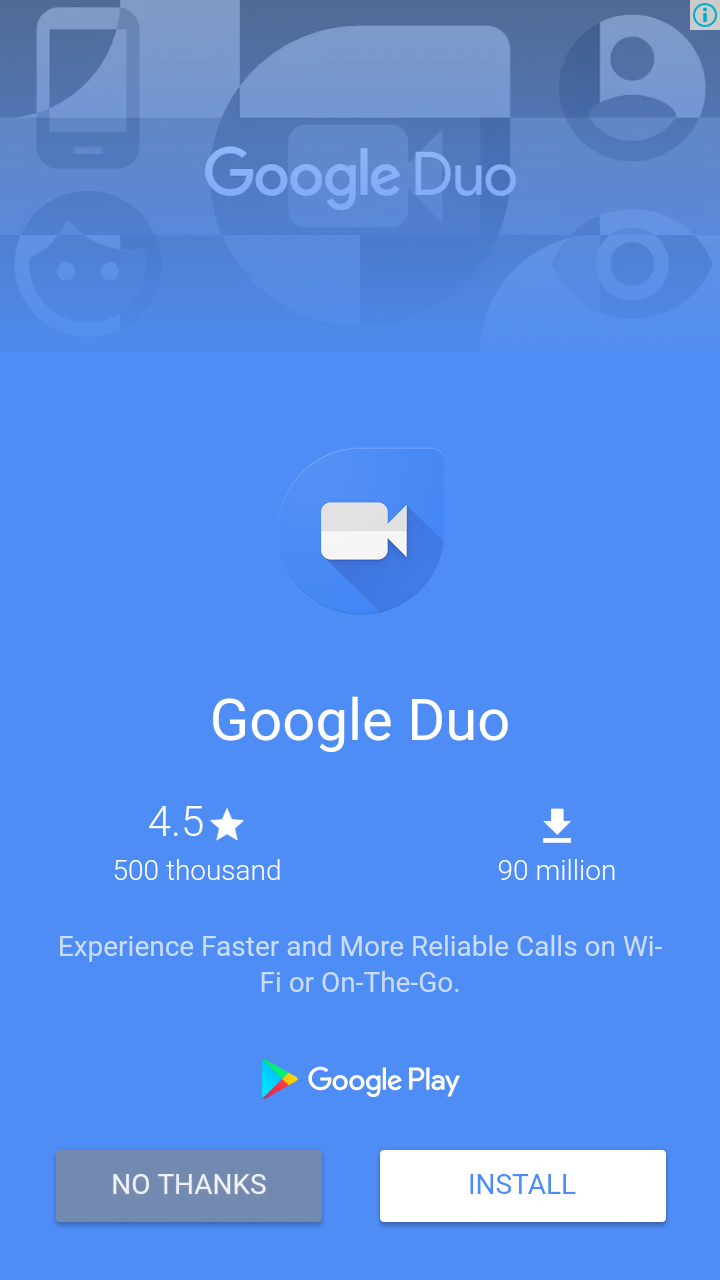 Google Duo
Google Duo
4.5
500 thousand
90 million
Experience Faster and More Reliable Calls on Wi-
Fi or On-The-Go.
Google Play
NO THANKS
INSTALL